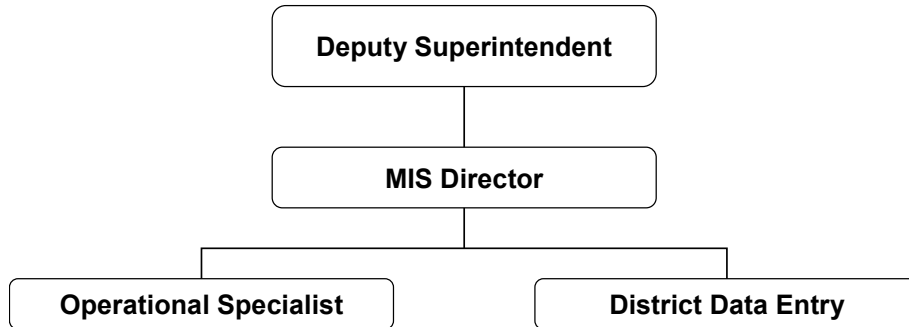 Deputy Superintendent
MIS Director
Operational Specialist
District Data Entry